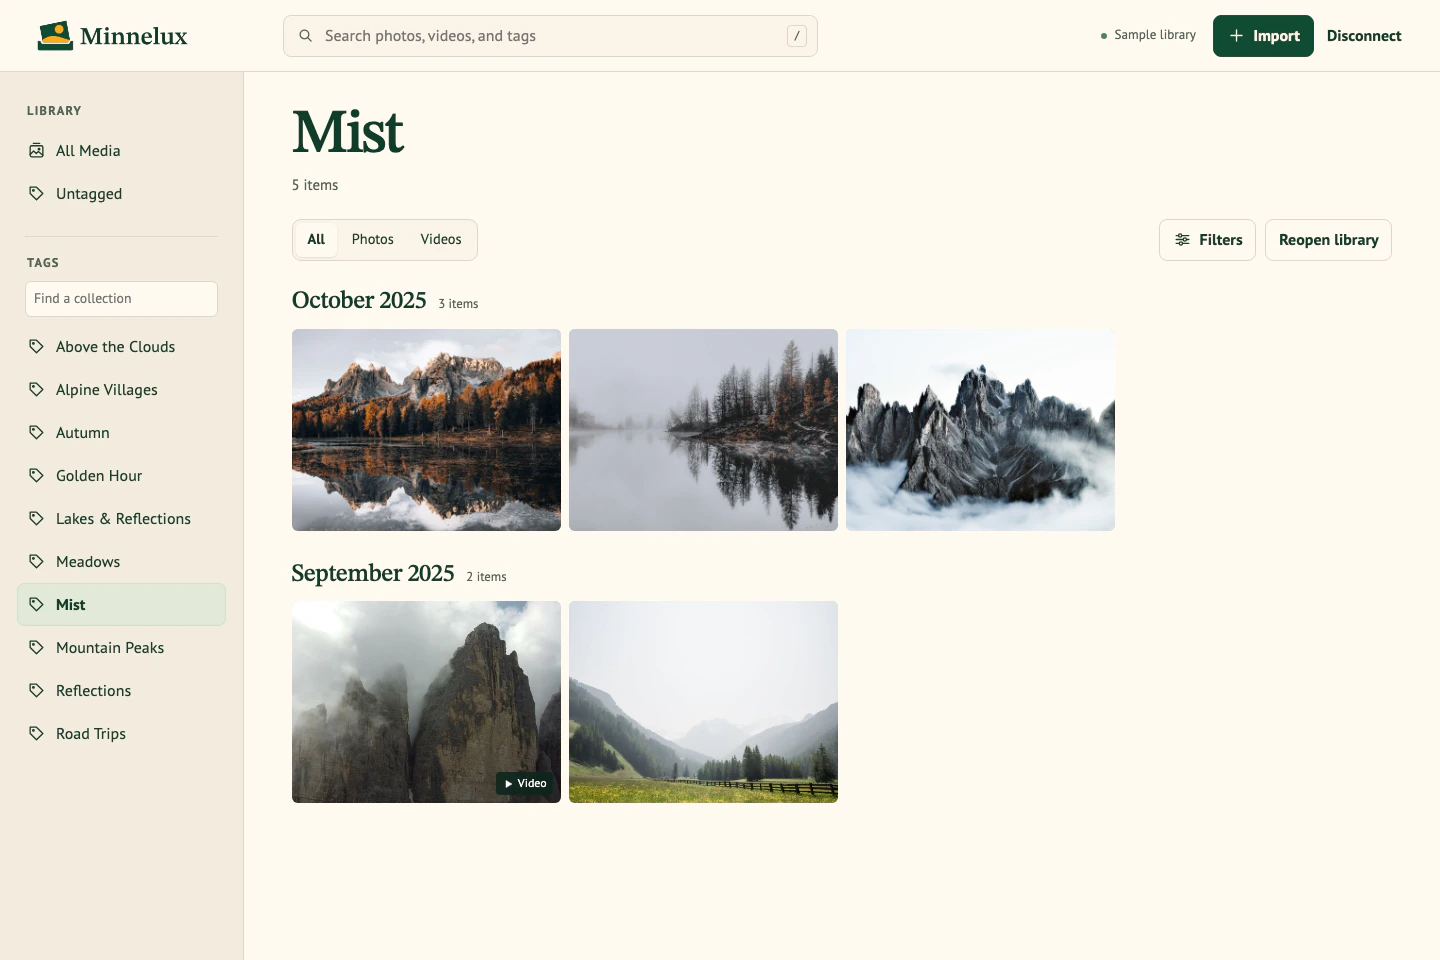 Minnelux
Search photos, videos, and tags
/
Sample library
Import
Disconnect
LIBRARY
All Media
Untagged
TAGS
Find a collection
Above the Clouds
Alpine Villages
Autumn
Golden Hour
Lakes & Reflections
Meadows
Mist
Mountain Peaks
Reflections
Road Trips
Mist
5 items
All
Photos
Videos
Filters
Reopen library
October 2025
3 items
September 2025
2 items
Video